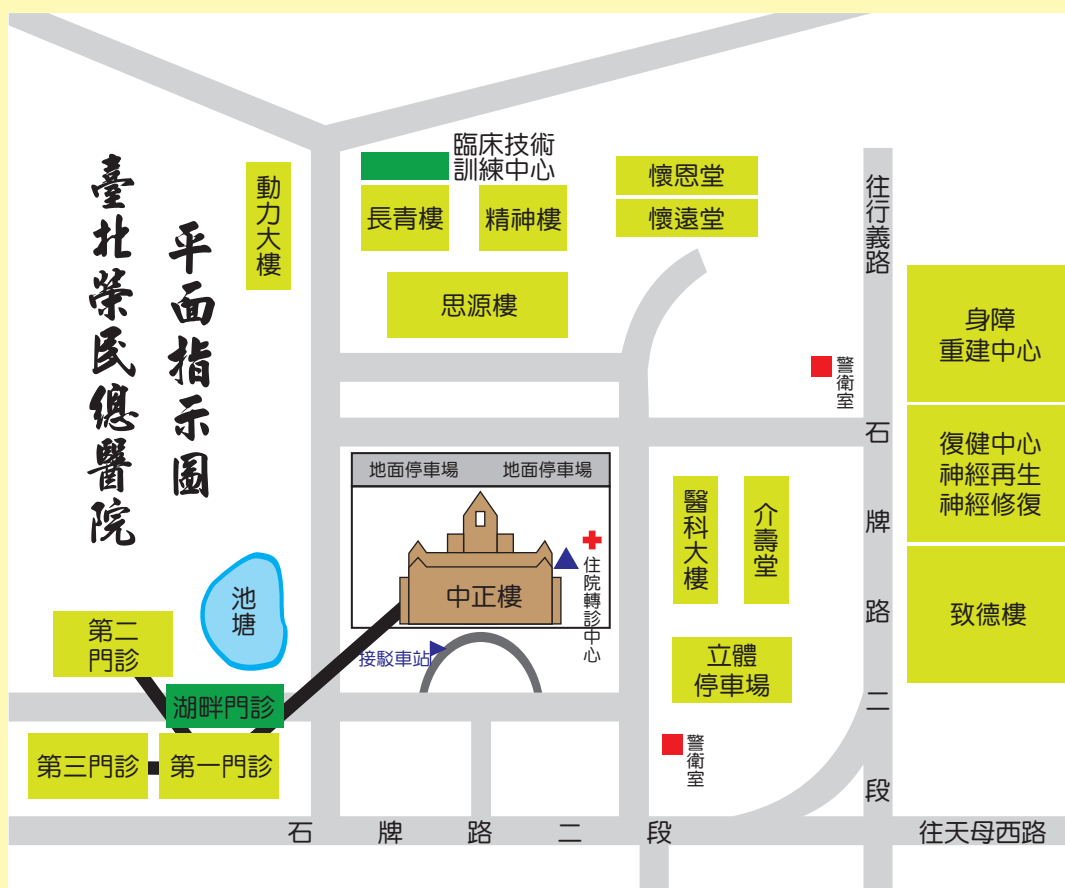 臺北榮民總醫院
平面指示圖
動力大樓
臨床技術
訓練中心
長青樓
精神樓
思源樓
懷恩堂
懷遠堂
往行義路
身障
重建中心
警衛室
石牌路二段
復健中心
神經再生
神經修復
地面停車場
地面停車場
醫科大樓
介壽堂
中正樓
住院轉診中心
接駁車站
致德樓
池塘
第二
門診
湖畔門診
第三門診
第一門診
立體
停車場
警衛室
石牌路二段
往天母西路